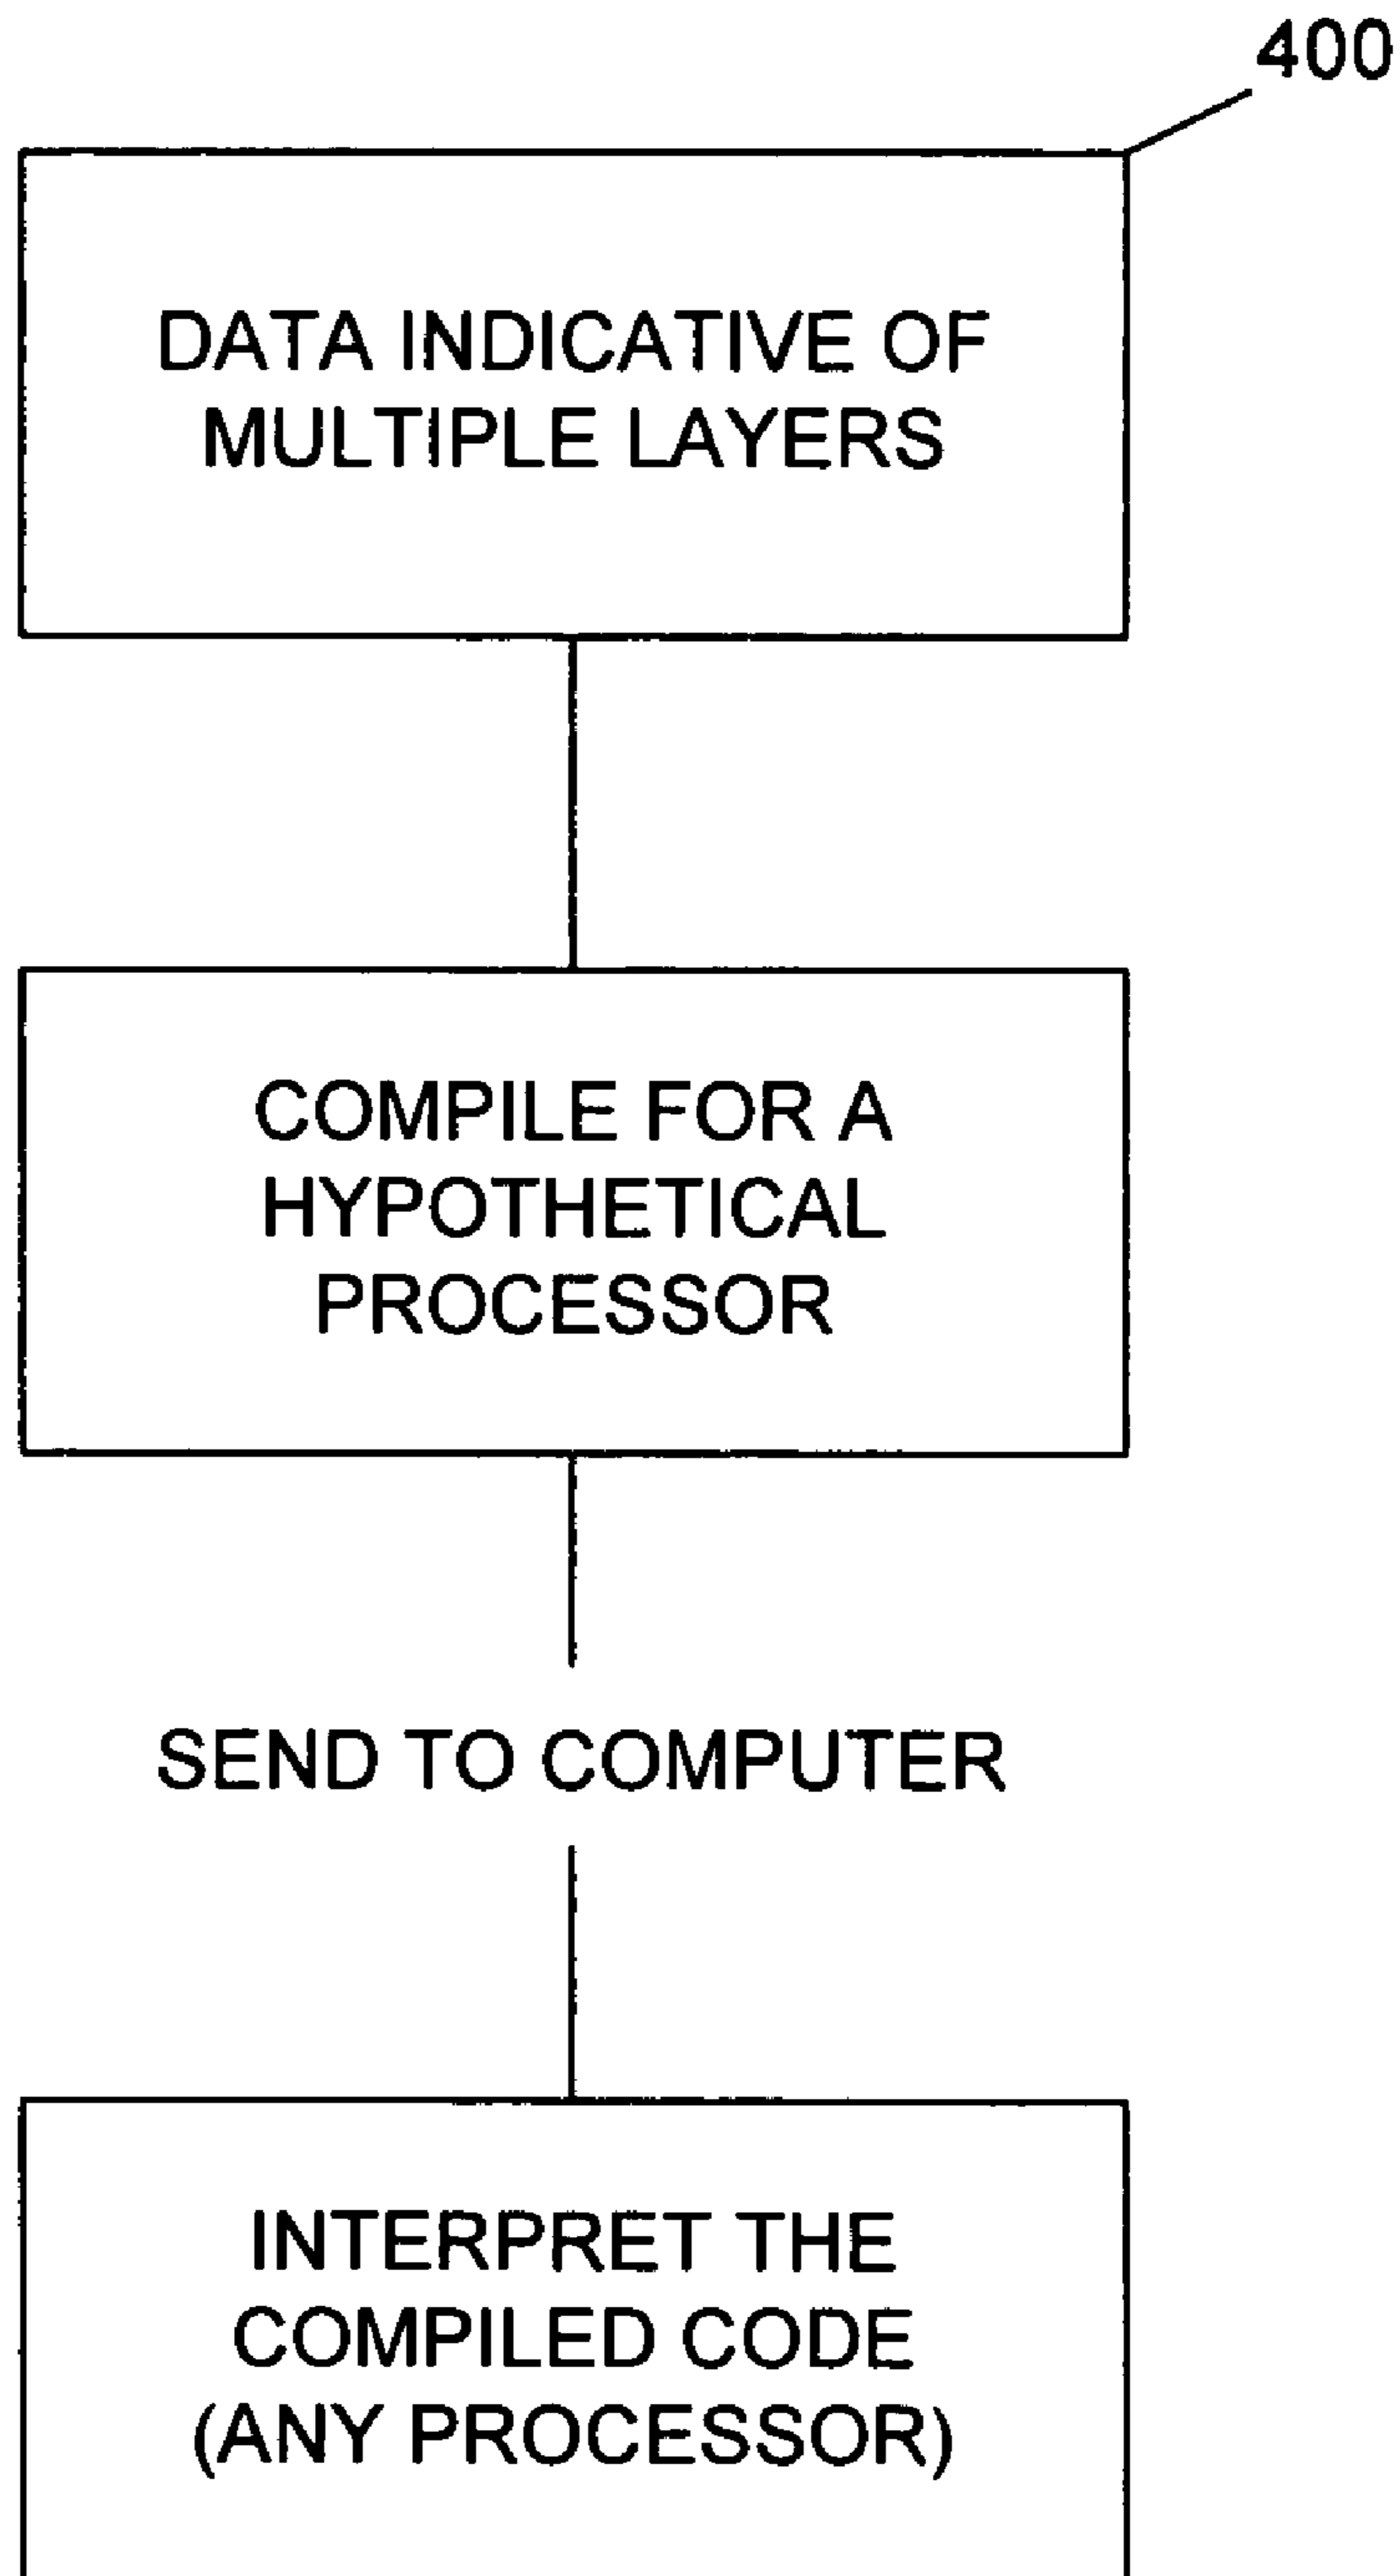 400
DATA INDICATIVE OF
MULTIPLE LAYERS
COMPILE FOR A
HYPOTHETICAL
PROCESSOR
SEND TO COMPUTER
INTERPRET THE
COMPILED CODE
(ANY PROCESSOR)